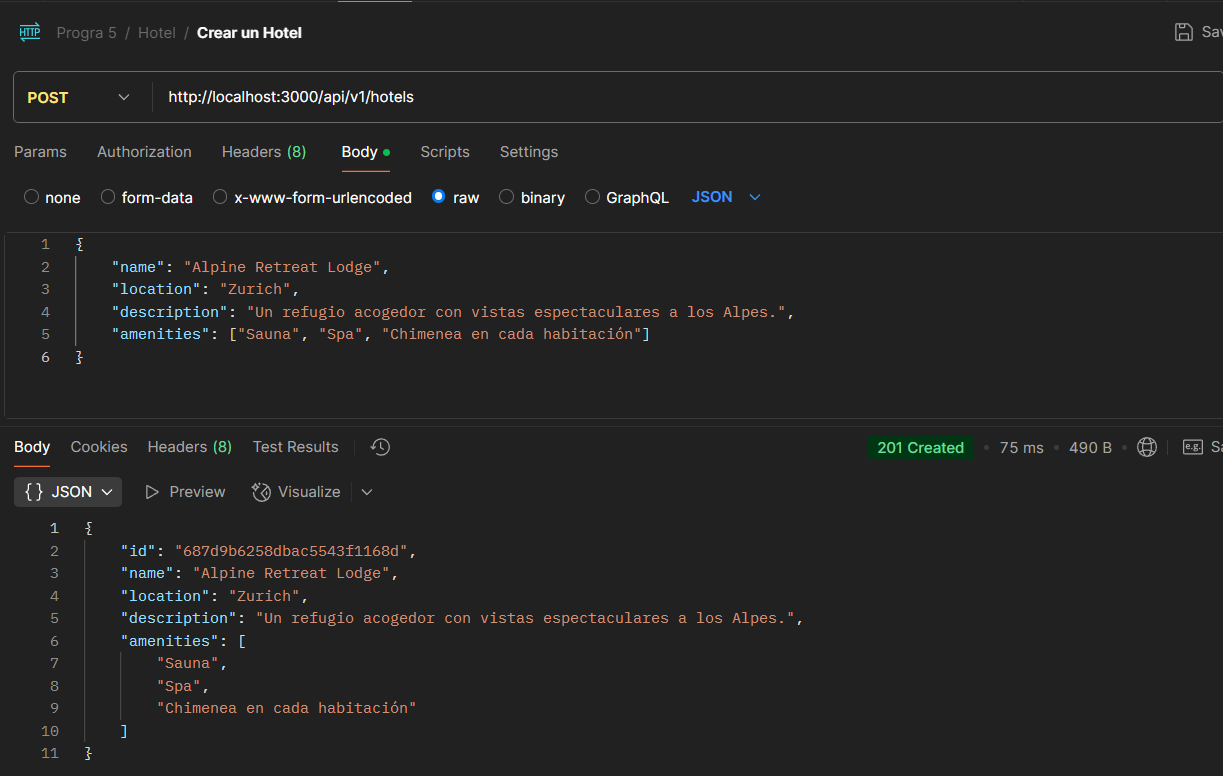 HTTP Progra 5 / Hotel / Crear un Hotel
POST http://localhost:3000/api/v1/hotels
Params Authorization Headers (8) Body Scripts Settings
none form-data x-www-form-urlencoded raw binary GraphQL JSON
1 {
2 "name": "Alpine Retreat Lodge",
3 "location": "Zurich",
4 "description": "Un refugio acogedor con vistas espectaculares a los Alpes.",
5 "amenities": ["Sauna", "Spa", "Chimenea en cada habitación"]
6 }
Body Cookies Headers (8) Test Results 201 Created 75 ms 490 B e.g.
{} JSON Preview Visualize
1 {
2 "id": "687d9b6258dbac5543f1168d",
3 "name": "Alpine Retreat Lodge",
4 "location": "Zurich",
5 "description": "Un refugio acogedor con vistas espectaculares a los Alpes.",
6 "amenities": [
7 "Sauna",
8 "Spa",
9 "Chimenea en cada habitación"
10 ]
11 }